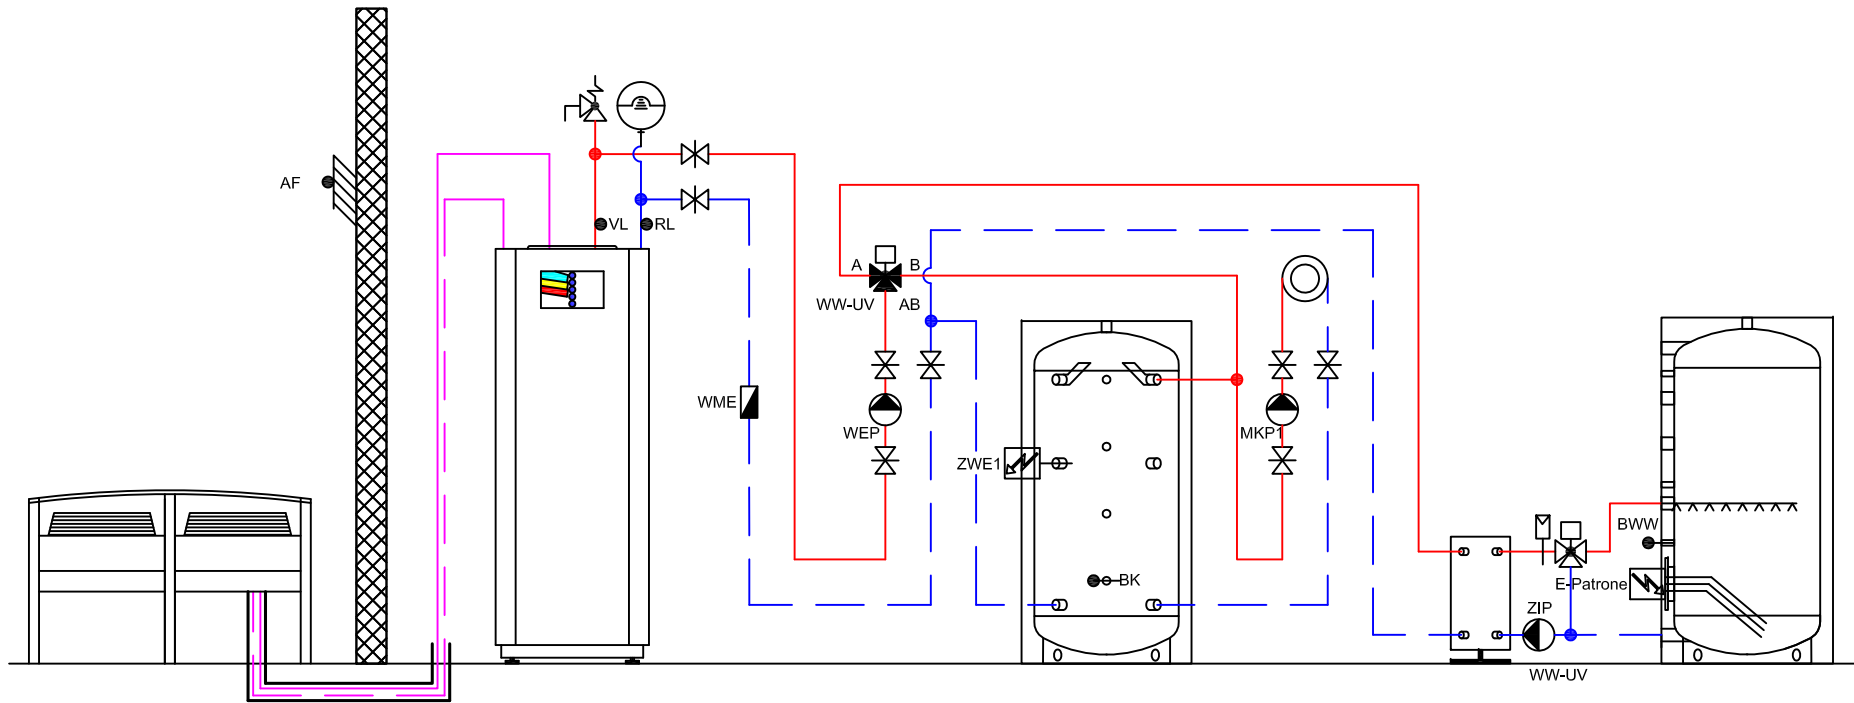 AF
VL
RL
A
B
WW-UV
AB
WME
WEP
MKP1
ZWE1
BK
BWW
E-Patrone
ZIP
WW-UV